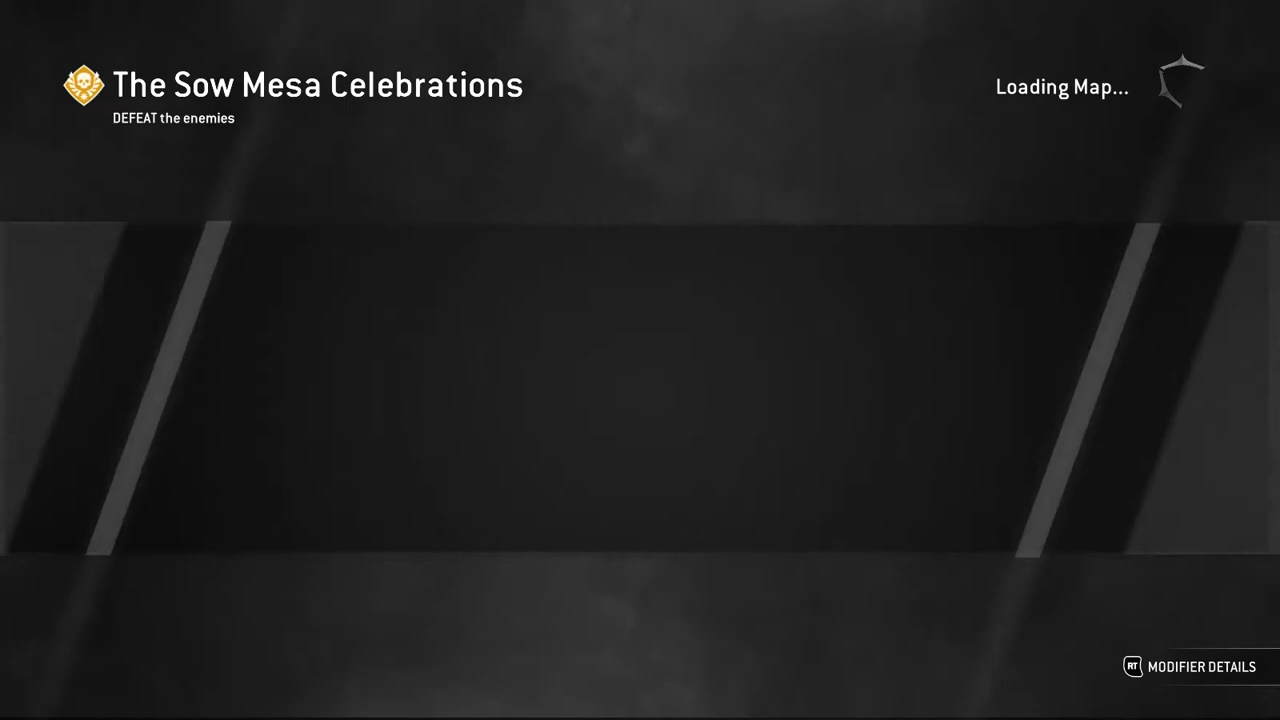 The Sow Mesa Celebrations
DEFEAT the enemies
Loading Map...
RT MODIFIER DETAILS